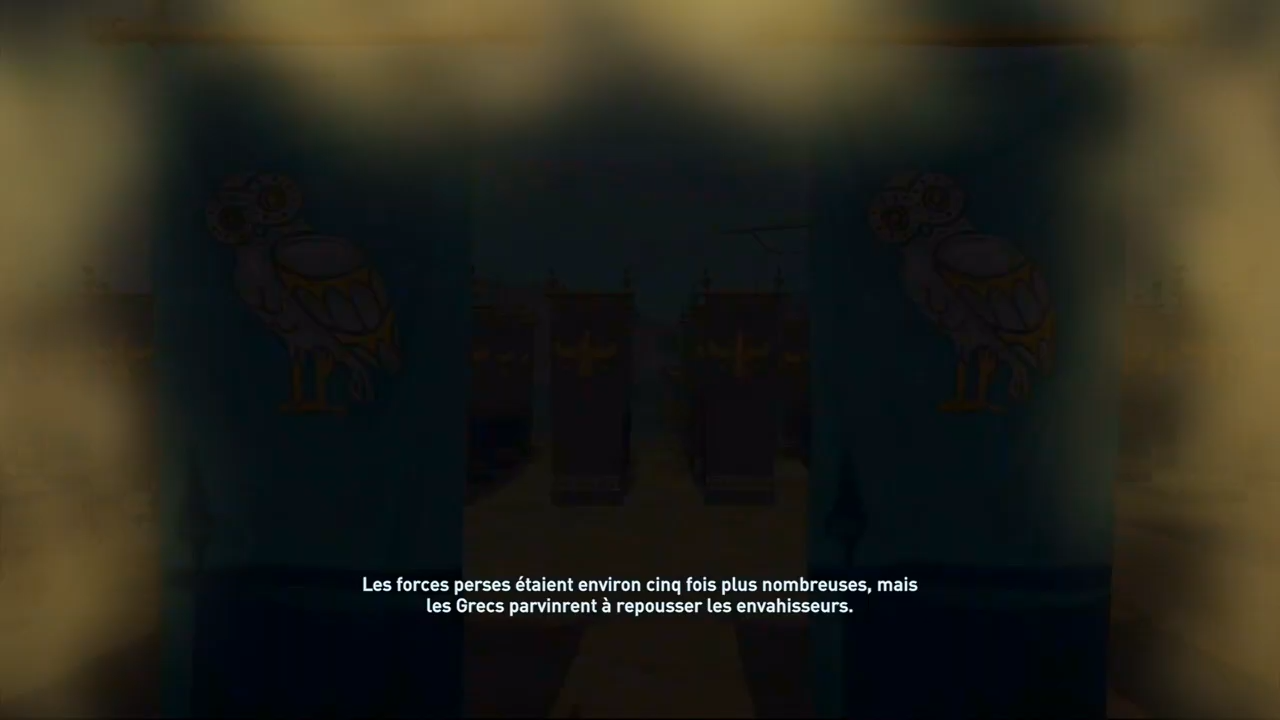 Les forces perses étaient environ cinq fois plus nombreuses, mais
les Grecs parvinrent à repousser les envahisseurs.